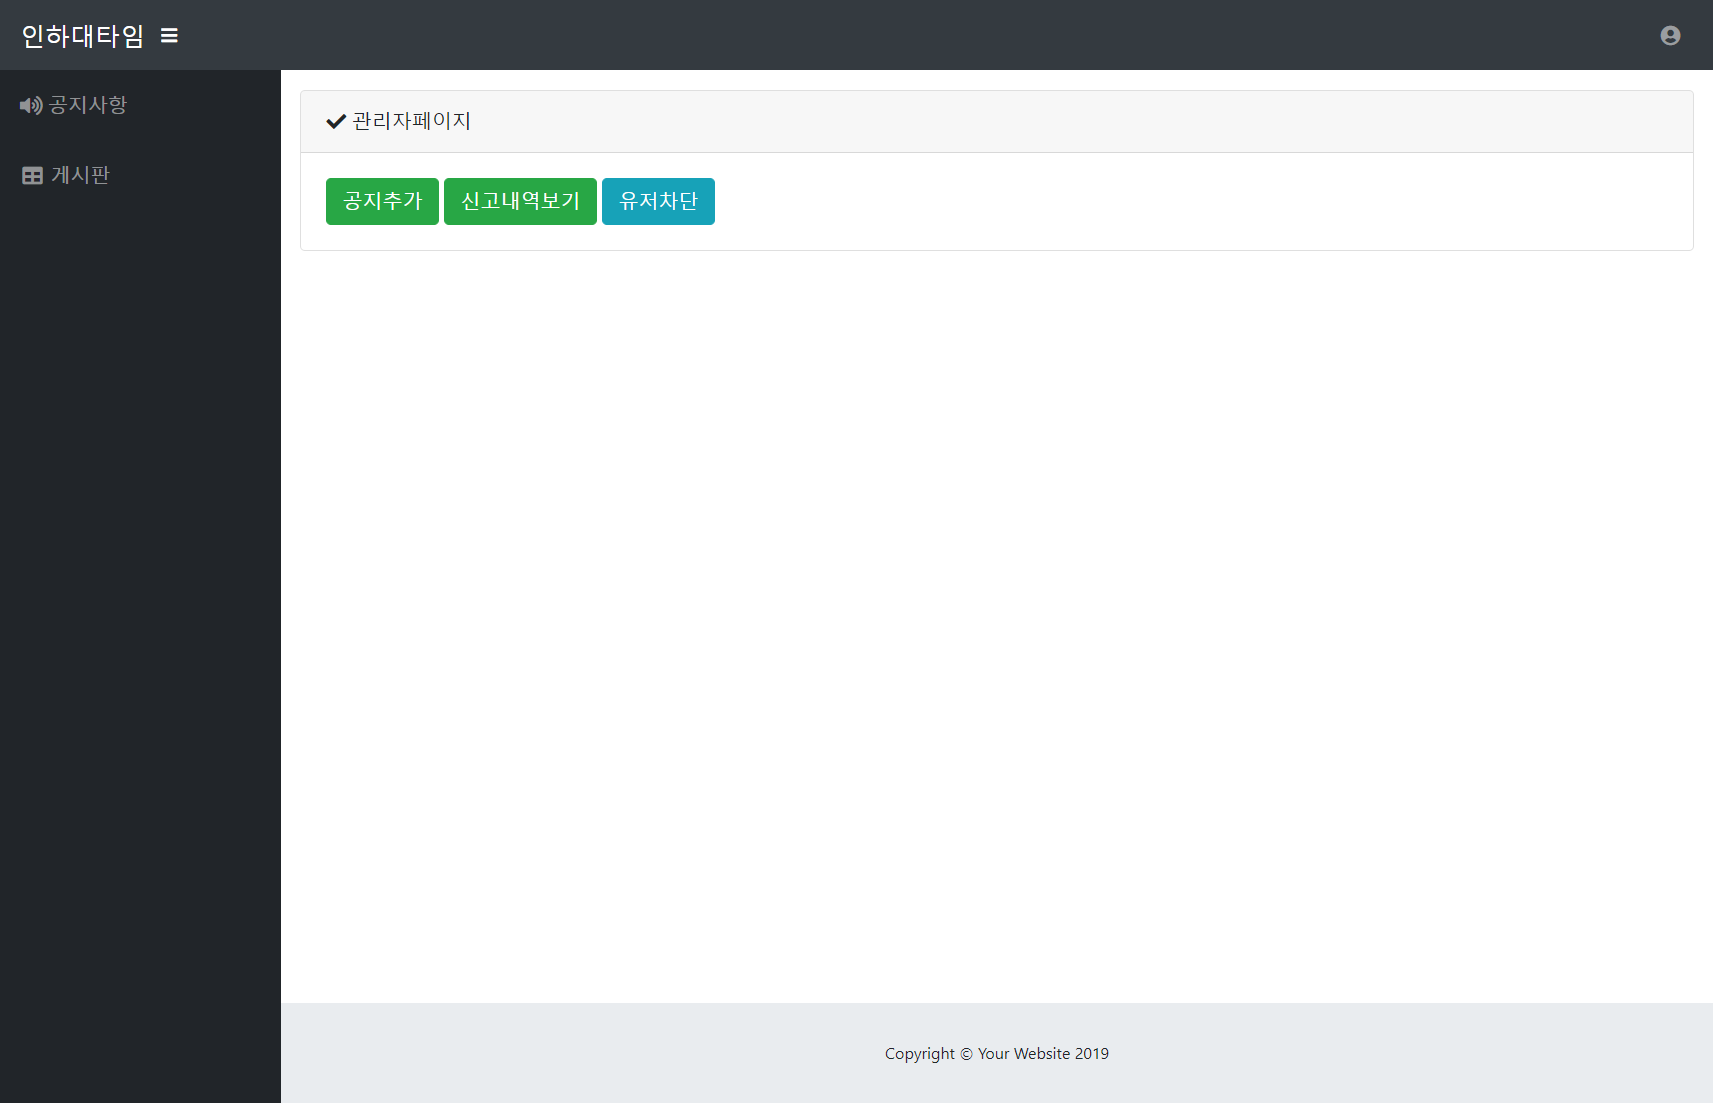 인하대타임
공지사항
게시판
관리자페이지
공지추가 신고내역보기 유저차단
Copyright © Your Website 2019